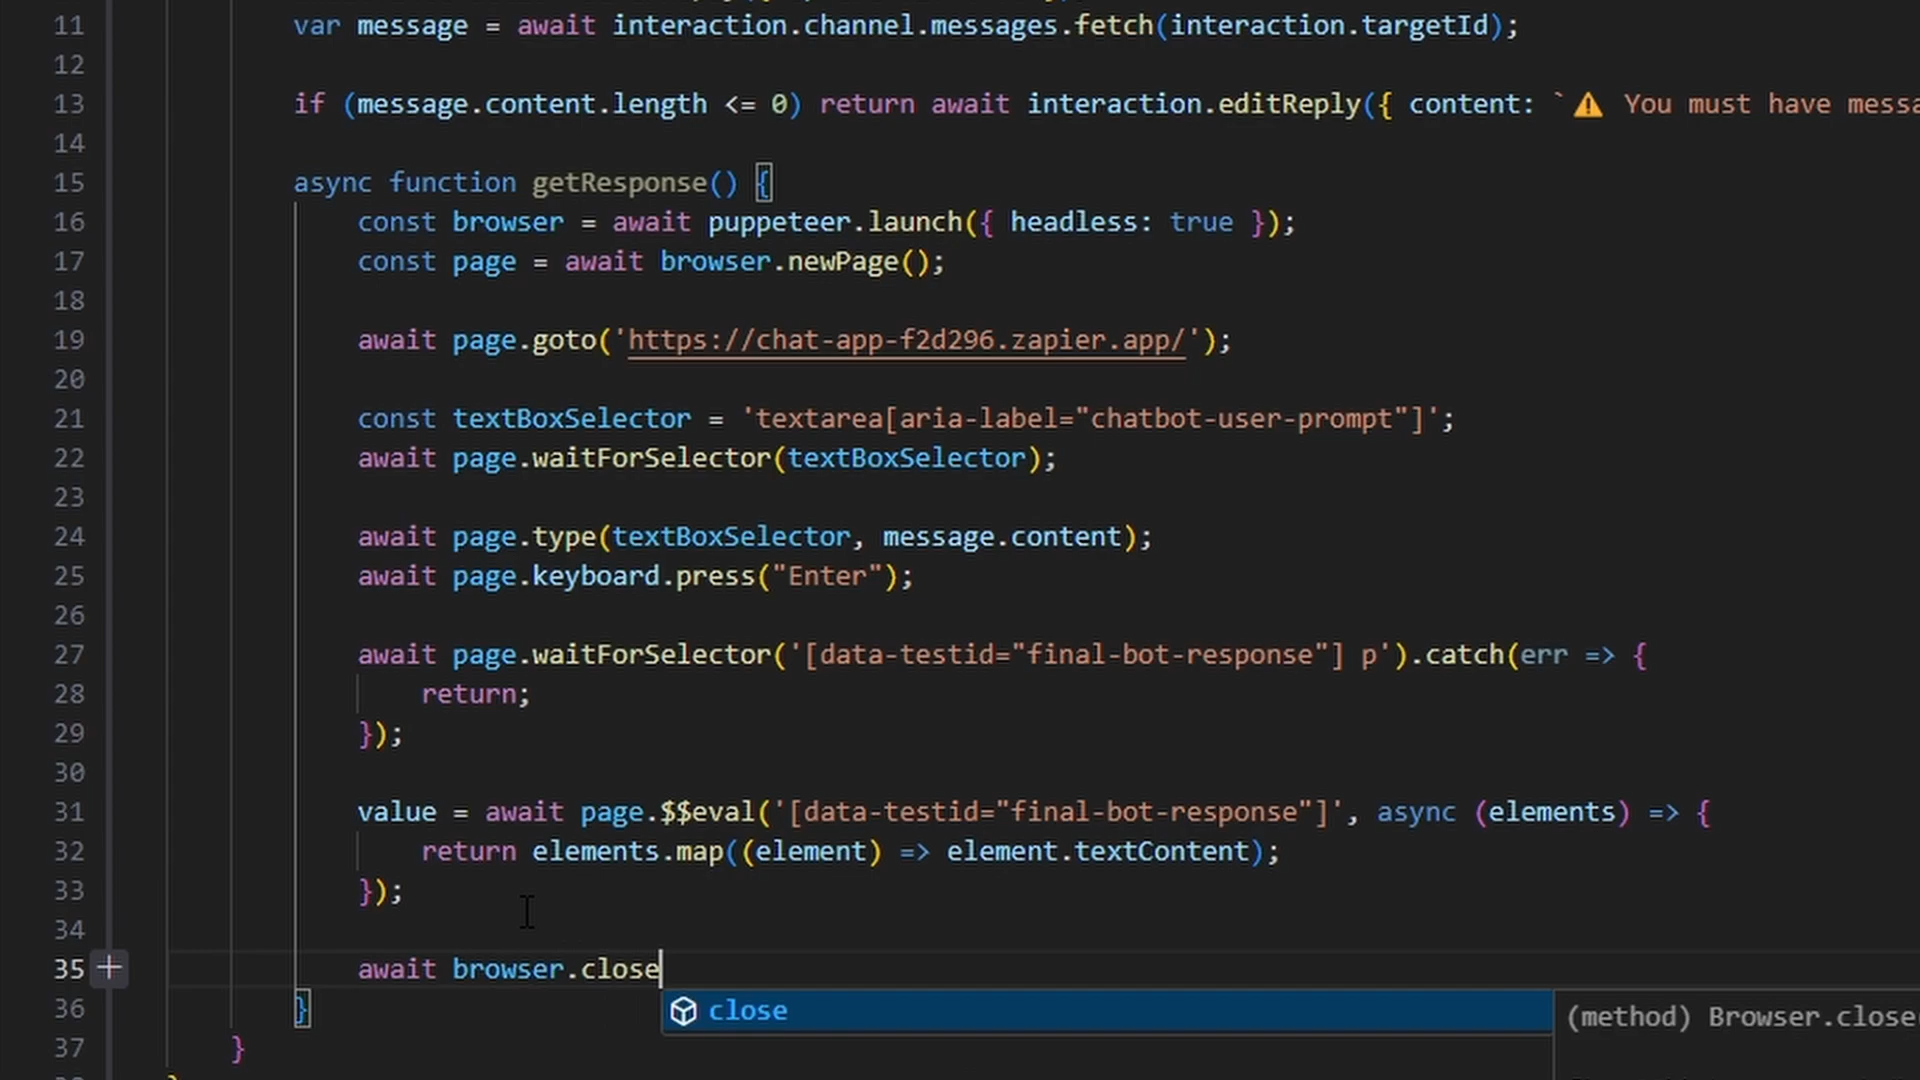 11 var message = await interaction.channel.messages.fetch(interaction.targetId);
12
13 if (message.content.length <= 0) return await interaction.editReply({ content: `⚠️ You must have messa
14
15 async function getResponse() {
16 const browser = await puppeteer.launch({ headless: true });
17 const page = await browser.newPage();
18
19 await page.goto('https://chat-app-f2d296.zapier.app/');
20
21 const textBoxSelector = 'textarea[aria-label="chatbot-user-prompt"]';
22 await page.waitForSelector(textBoxSelector);
23
24 await page.type(textBoxSelector, message.content);
25 await page.keyboard.press("Enter");
26
27 await page.waitForSelector('[data-testid="final-bot-response"] p').catch(err => {
28 return;
29 });
30
31 value = await page.$$eval('[data-testid="final-bot-response"]', async (elements) => {
32 return elements.map((element) => element.textContent);
33 });
34
35 await browser.close
36 }
close (method) Browser.close(
37 }